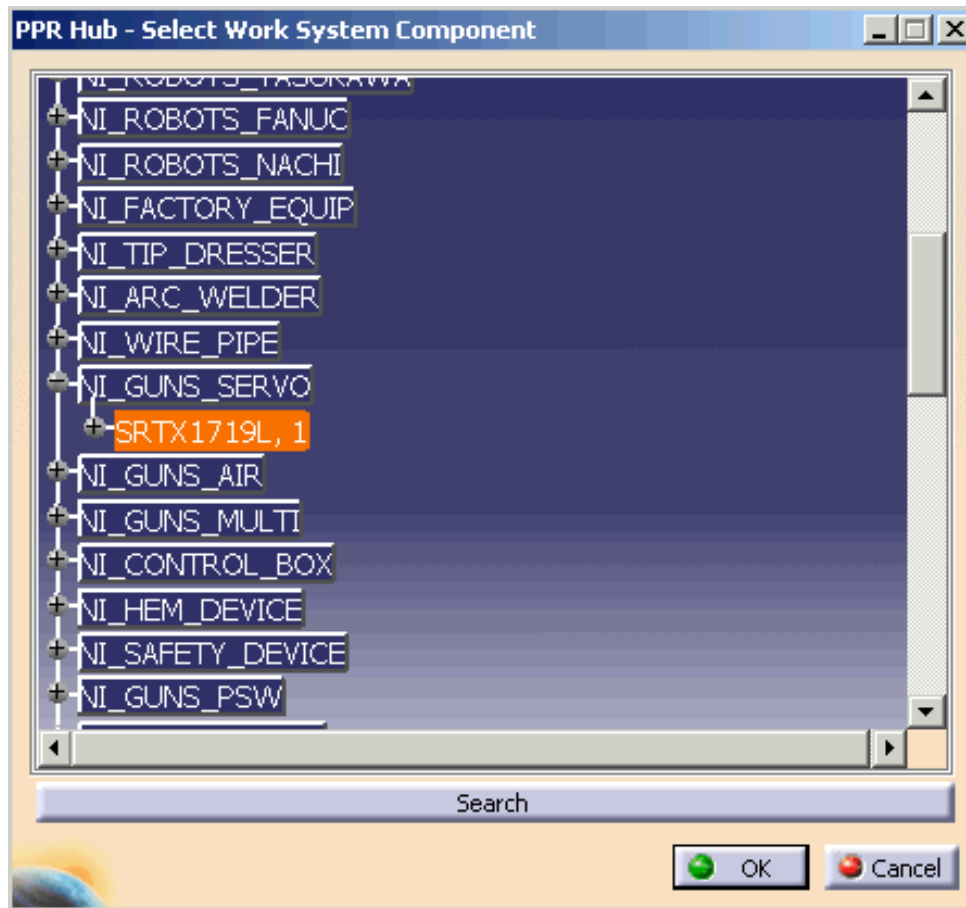 PPR Hub - Select Work System Component
NI_ROBOTS_FANUC
NI_ROBOTS_NACHI
NI_FACTORY_EQUIP
NI_TIP_DRESSER
NI_ARC_WELDER
NI_WIRE_PIPE
NI_GUNS_SERVO
SRTX1719L, 1
NI_GUNS_AIR
NI_GUNS_MULTI
NI_CONTROL_BOX
NI_HEM_DEVICE
NI_SAFETY_DEVICE
NI_GUNS_PSW
Search
OK Cancel